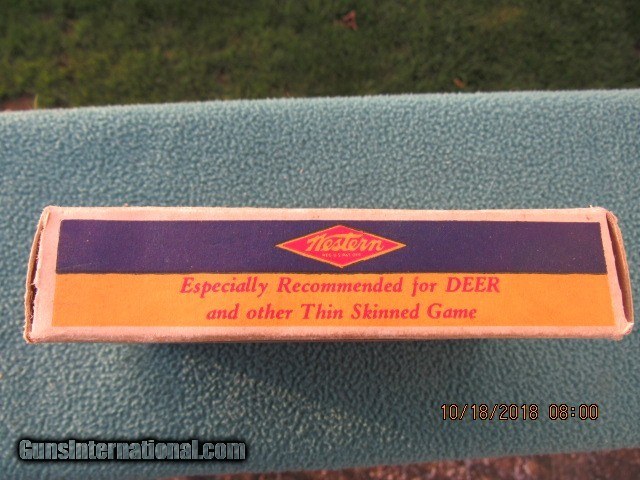 Western
Especially Recommended for DEER
and other Thin Skinned Game
10/18/2018 08:00
GunsInternational.com